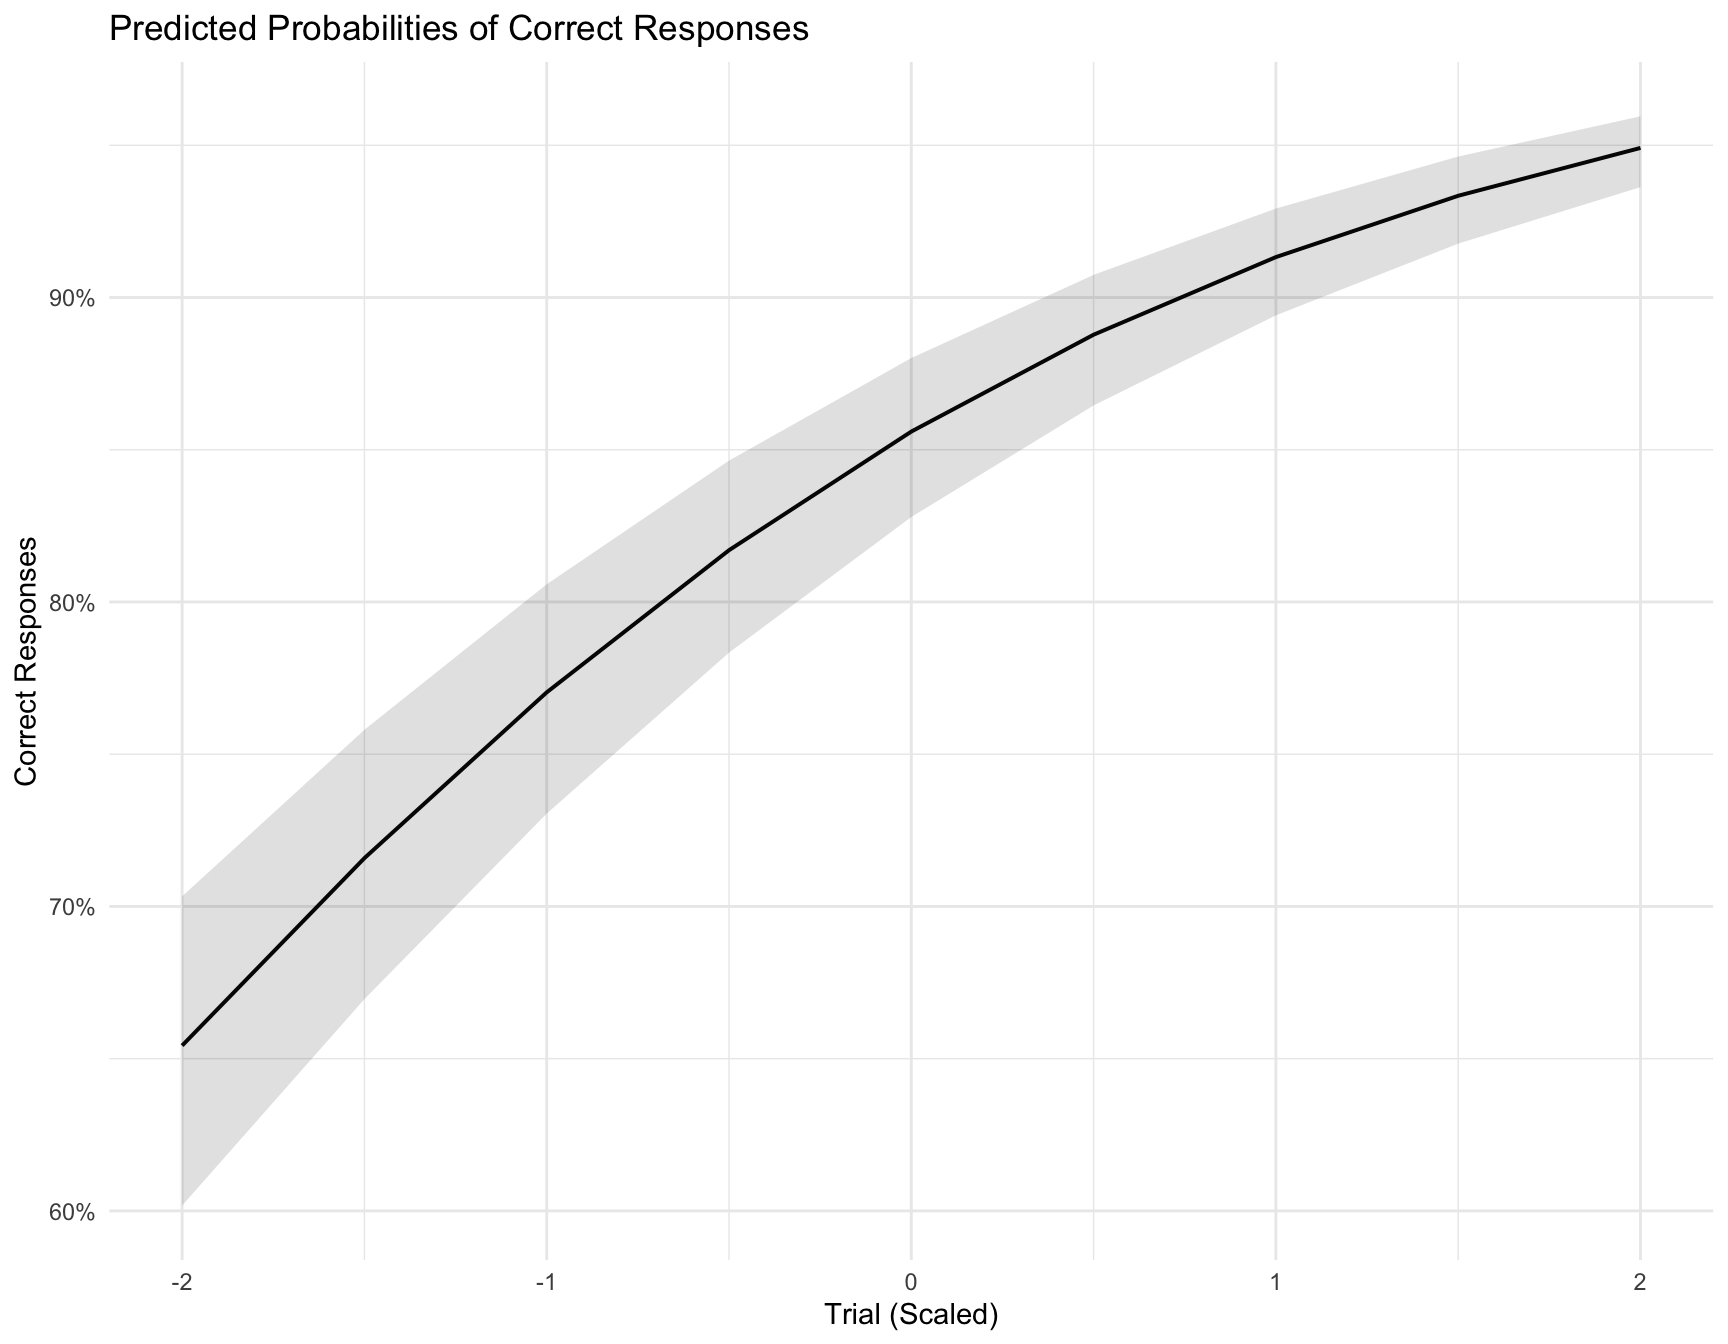 Predicted Probabilities of Correct Responses
Correct Responses
90%
80%
70%
60%
-2 -1 0 1 2
Trial (Scaled)